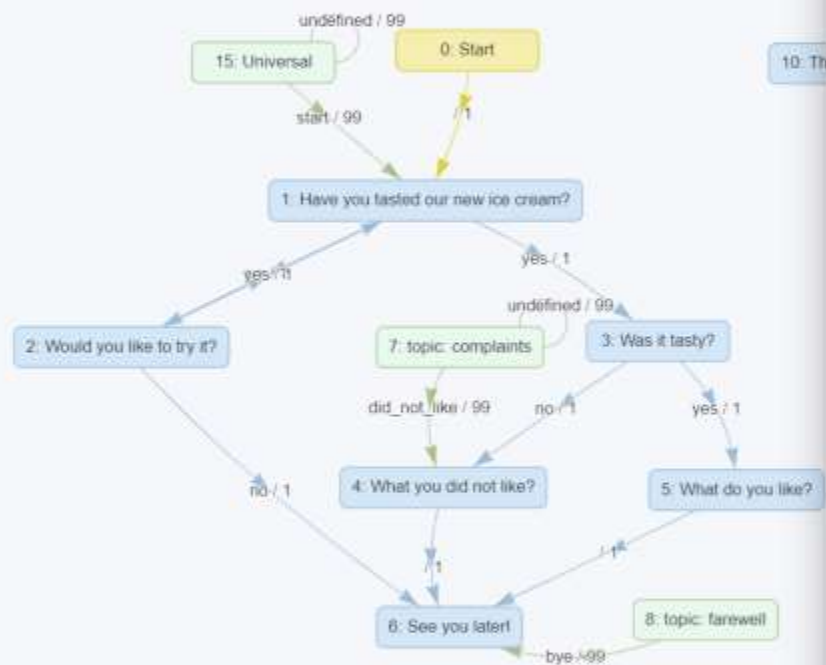 undefined / 99
15: Universal
0: Start
10: Th
start / 99
/ 1
1: Have you tasted our new ice cream?
yes / 1
undefined / 99
2: Would you like to try it?
7: topic: complaints
3: Was it tasty?
did_not_like / 99
no / 1
yes / 1
no / 1
4: What you did not like?
5: What do you like?
/ 1
/ 1
6: See you later!
8: topic: farewell
bye / 99